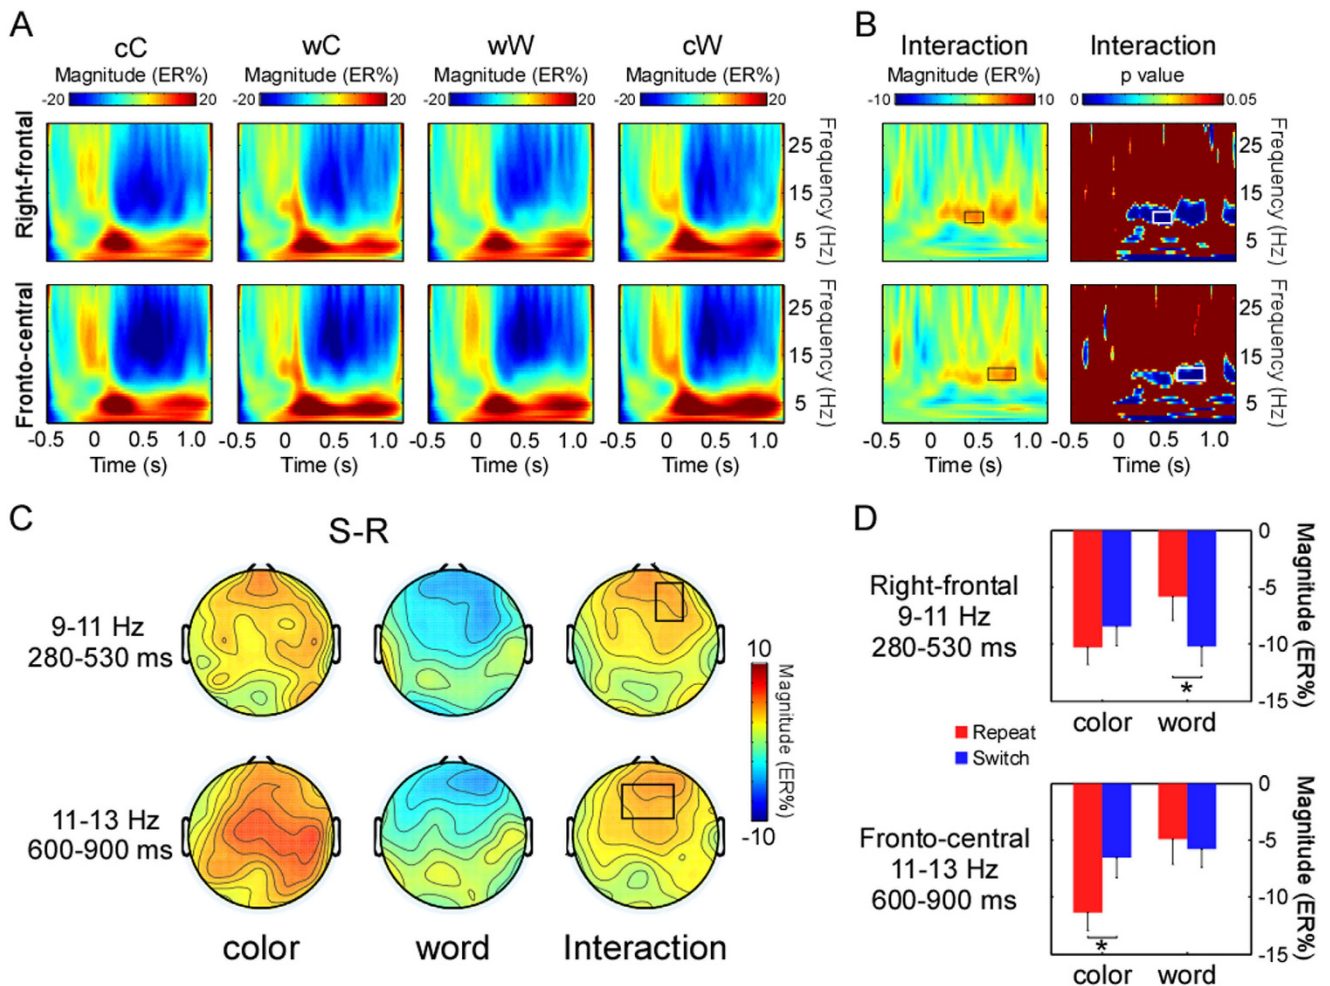 A
B
cC
wC
wW
cW
Interaction
Interaction
Magnitude (ER%)
Magnitude (ER%)
Magnitude (ER%)
Magnitude (ER%)
Magnitude (ER%)
p value
-20 20
-20 20
-20 20
-20 20
-10 10
0 0.05
Right-frontal
25
15
5
Frequency (Hz)
25
15
5
Frequency (Hz)
Fronto-central
25
15
5
Frequency (Hz)
25
15
5
Frequency (Hz)
-0.5 0 0.5 1.0
-0.5 0 0.5 1.0
-0.5 0 0.5 1.0
-0.5 0 0.5 1.0
-0.5 0 0.5 1.0
-0.5 0 0.5 1.0
Time (s)
Time (s)
Time (s)
Time (s)
Time (s)
Time (s)
C
S-R
9-11 Hz
280-530 ms
11-13 Hz
600-900 ms
10
Magnitude (ER%)
-10
color
word
Interaction
D
Right-frontal
9-11 Hz
280-530 ms
0
-5
-10
-15
Magnitude (ER%)
*
color
word
Repeat
Switch
Fronto-central
11-13 Hz
600-900 ms
0
-5
-10
-15
Magnitude (ER%)
*
color
word